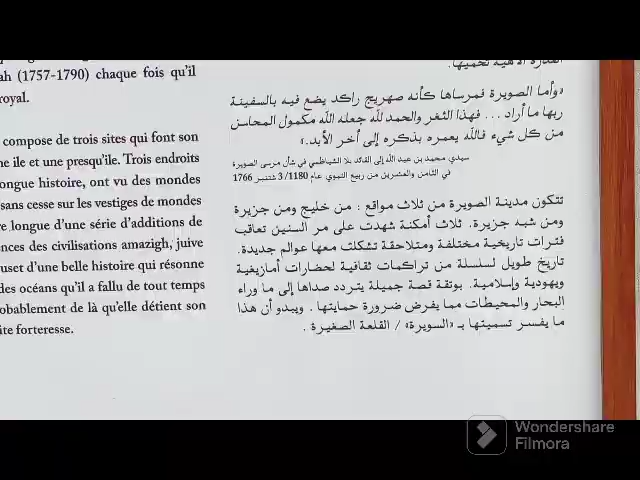 ah (1757-1790) chaque fois qu'il
royal.
compose de trois sites qui font son
ne ile et une presqu'île. Trois endroits
ongue histoire, ont vu des mondes
sans cesse sur les vestiges de mondes
re longue d'une série d'additions de
ences des civilisations amazigh, juive
uset d'une belle histoire qui résonne
des océans qu'il a fallu de tout temps
obablement de là qu'elle détient son
ite forteresse.
«وأما الصويرة فمرساها كأنه صهريج راكد يضع فيه بالسفينة
ربها ما أراد ... فهذا الثغر والحمد لله جعله الله مكمول المحاسن
من كل شيء فالله يعمره بذكره إلى أخر الأبد.»
سيدي محمد بن عبد الله إلى القائد بلا الشياظمي في شأن مرسى الصويرة
في الثامن والعشرين من ربيع النبوي عام 1180/ 3 شتنبر 1766
تتكون مدينة الصويرة من ثلاث مواقع : من خليج ومن جزيرة
ومن شبه جزيرة. ثلاث أمكنة شهدت على مر السنين تعاقب
فترات تاريخية مختلفة ومتلاحقة تشكلت معها عوالم جديدة.
تاريخ طويل لسلسلة من تراكمات ثقافية لحضارات أمازيغية
ويهودية وإسلامية. بوتقة قصة جميلة يتردد صداها إلى ما وراء
البحار والمحيطات مما يفرض ضرورة حمايتها . ويبدو أن هذا
ما يفسر تسميتها بـ «السويرة» / القلعة الصغيرة .
Wondershare
Filmora